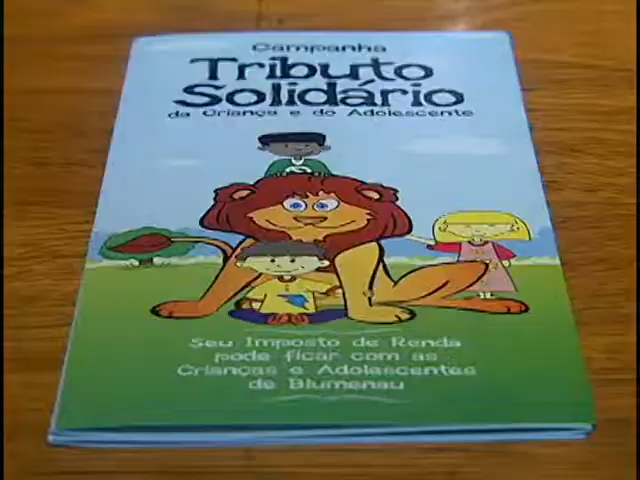 Campanha
Tributo
Solidário
da Criança e do Adolescente
Seu Imposto de Renda
pode ficar com as
Crianças e Adolescentes
de Blumenau